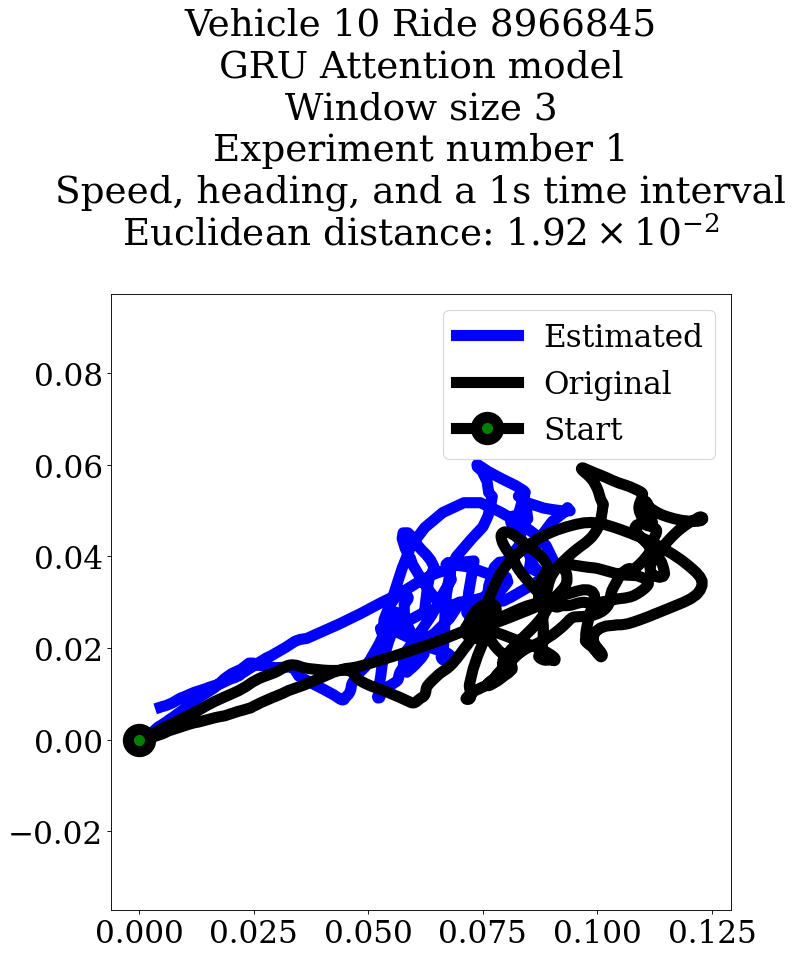 Vehicle 10 Ride 8966845
GRU Attention model
Window size 3
Experiment number 1
Speed, heading, and a 1s time interval
Euclidean distance: 1.92 × 10⁻²
Estimated
Original
Start
0.08
0.06
0.04
0.02
0.00
−0.02
0.000 0.025 0.050 0.075 0.100 0.125